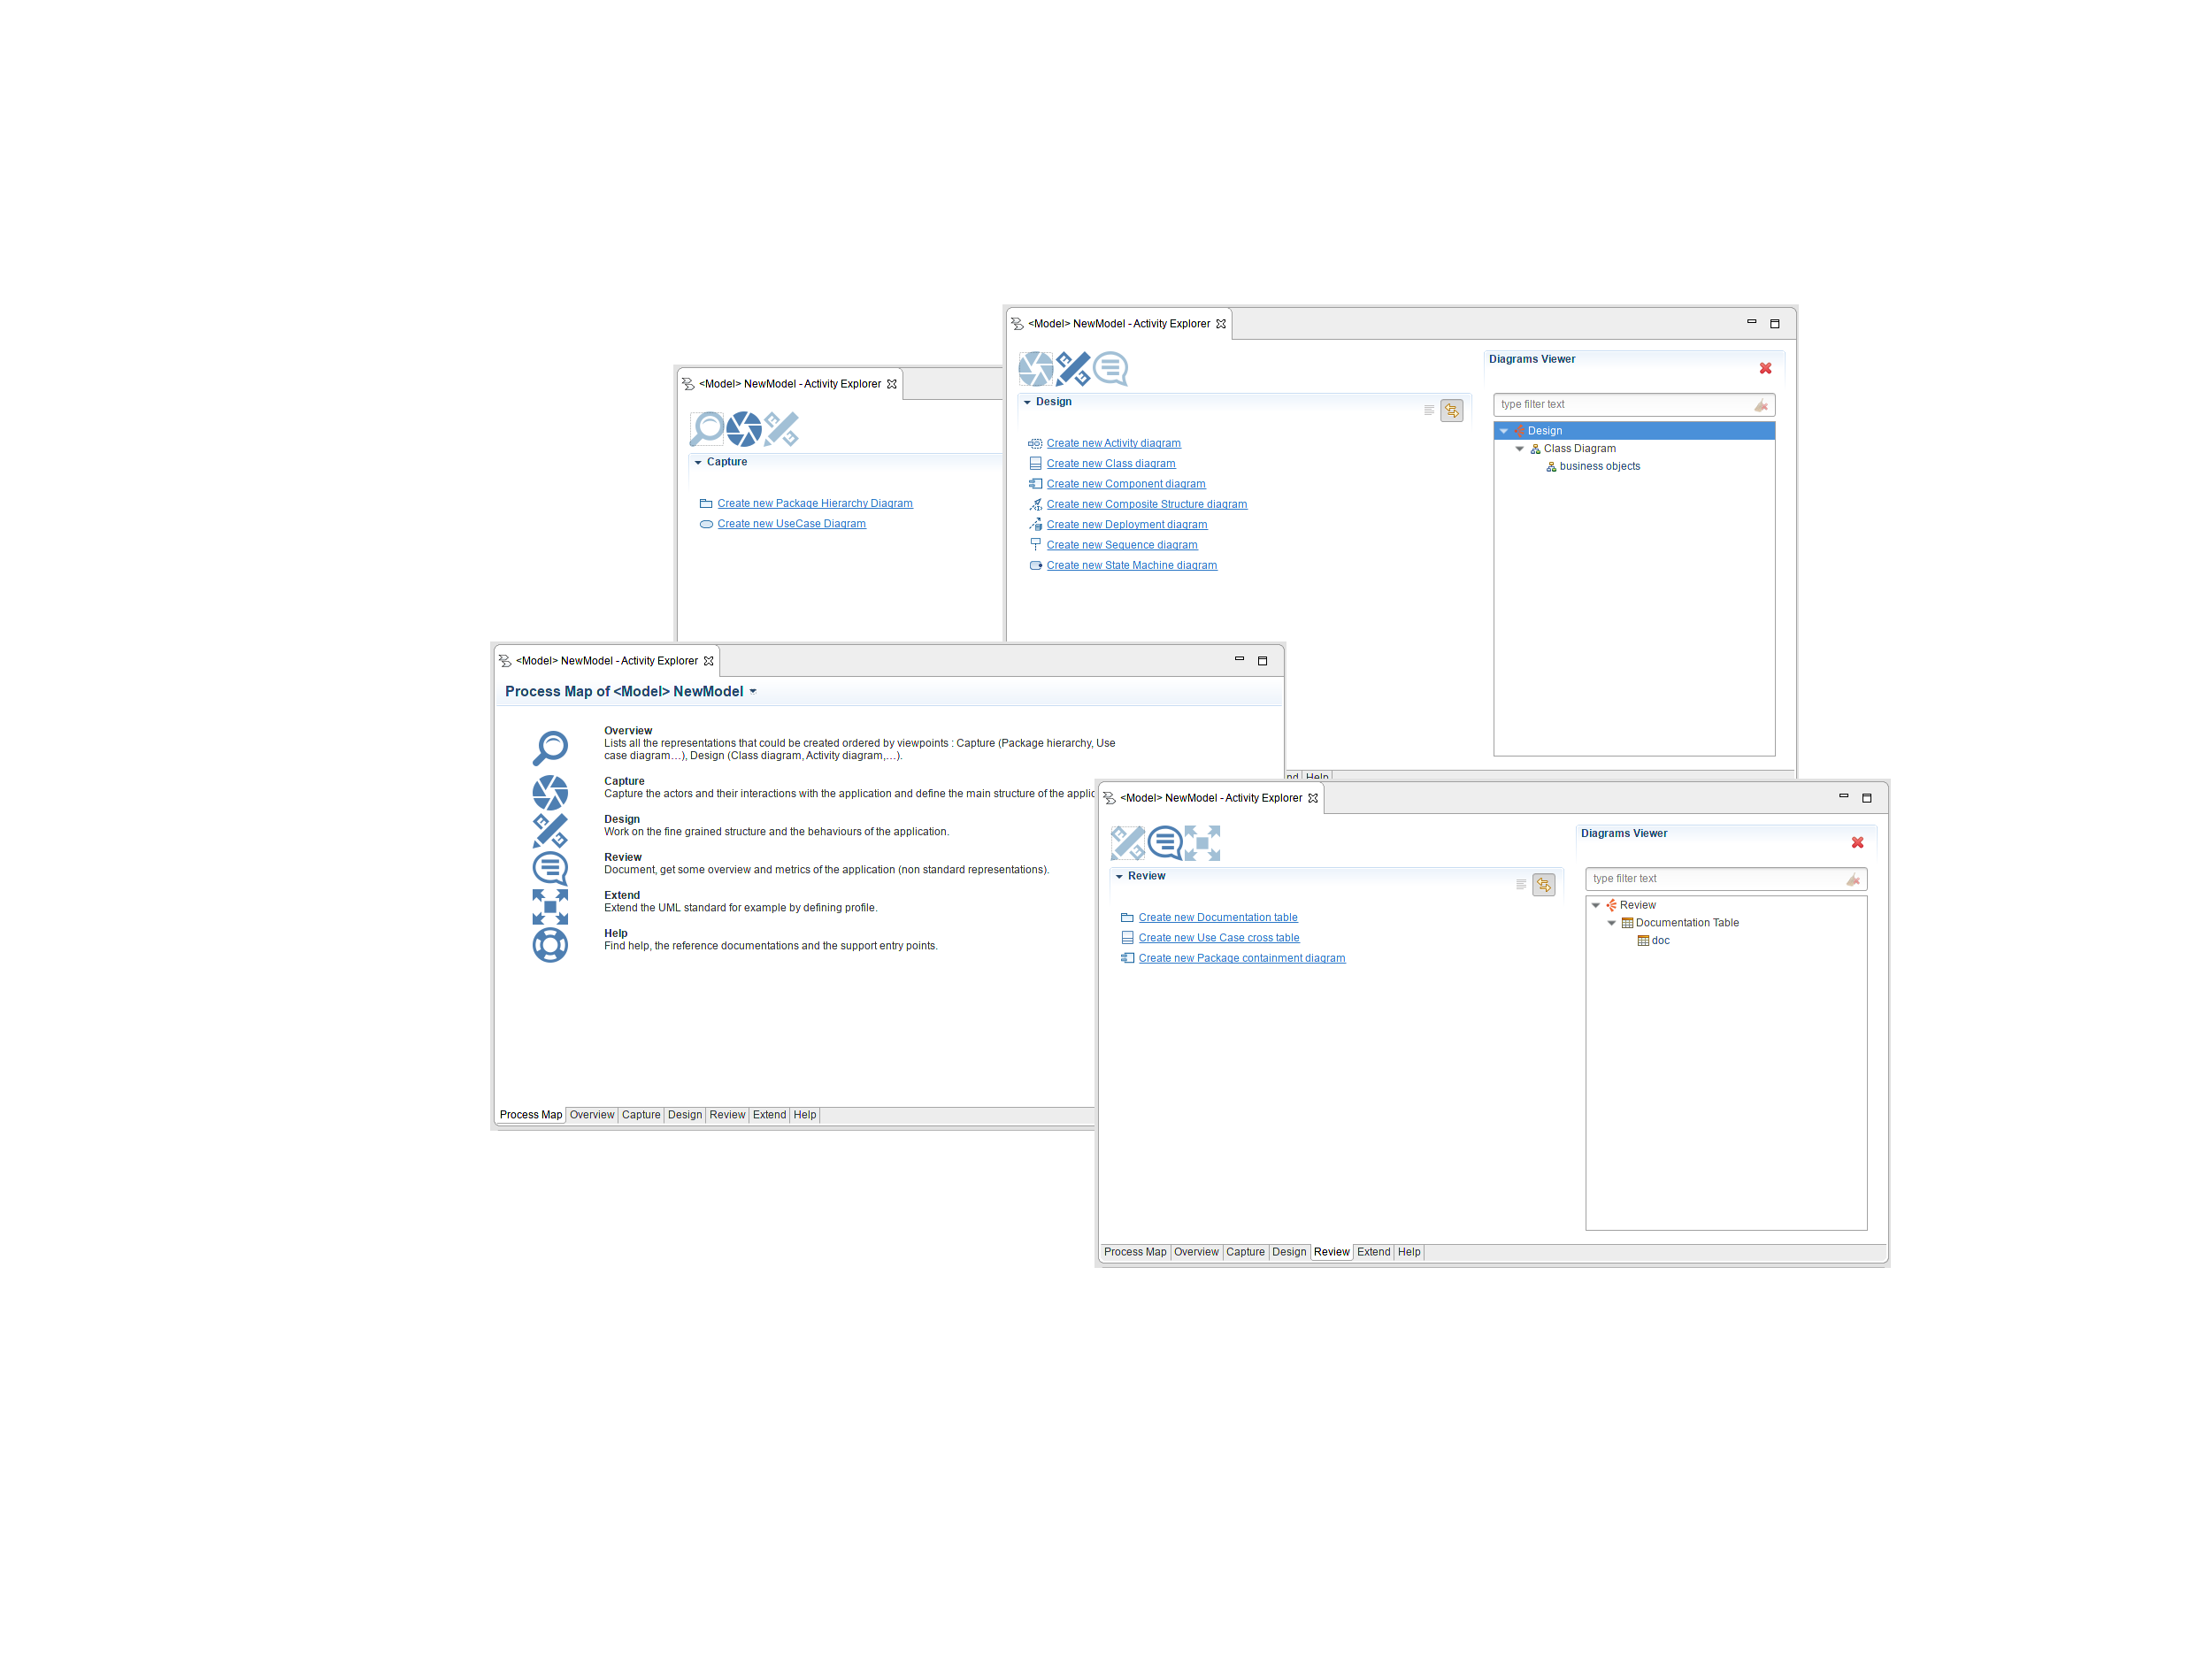 <Model> NewModel - Activity Explorer
Diagrams Viewer
type filter text
Design
Create new Activity diagram
Create new Class diagram
Create new Component diagram
Create new Composite Structure diagram
Create new Deployment diagram
Create new Sequence diagram
Create new State Machine diagram
Design
Class Diagram
business objects
Help
<Model> NewModel - Activity Explorer
Capture
Create new Package Hierarchy Diagram
Create new UseCase Diagram
<Model> NewModel - Activity Explorer
Process Map of <Model> NewModel
Overview
Lists all the representations that could be created ordered by viewpoints : Capture (Package hierarchy, Use
case diagram...), Design (Class diagram, Activity diagram,...).
Capture
Capture the actors and their interactions with the application and define the main structure of the
Design
Work on the fine grained structure and the behaviours of the application.
Review
Document, get some overview and metrics of the application (non standard representations).
Extend
Extend the UML standard for example by defining profile.
Help
Find help, the reference documentations and the support entry points.
Process Map Overview Capture Design Review Extend Help
<Model> NewModel - Activity Explorer
Diagrams Viewer
type filter text
Review
Create new Documentation table
Create new Use Case cross table
Create new Package containment diagram
Review
Documentation Table
doc
Process Map Overview Capture Design Review Extend Help